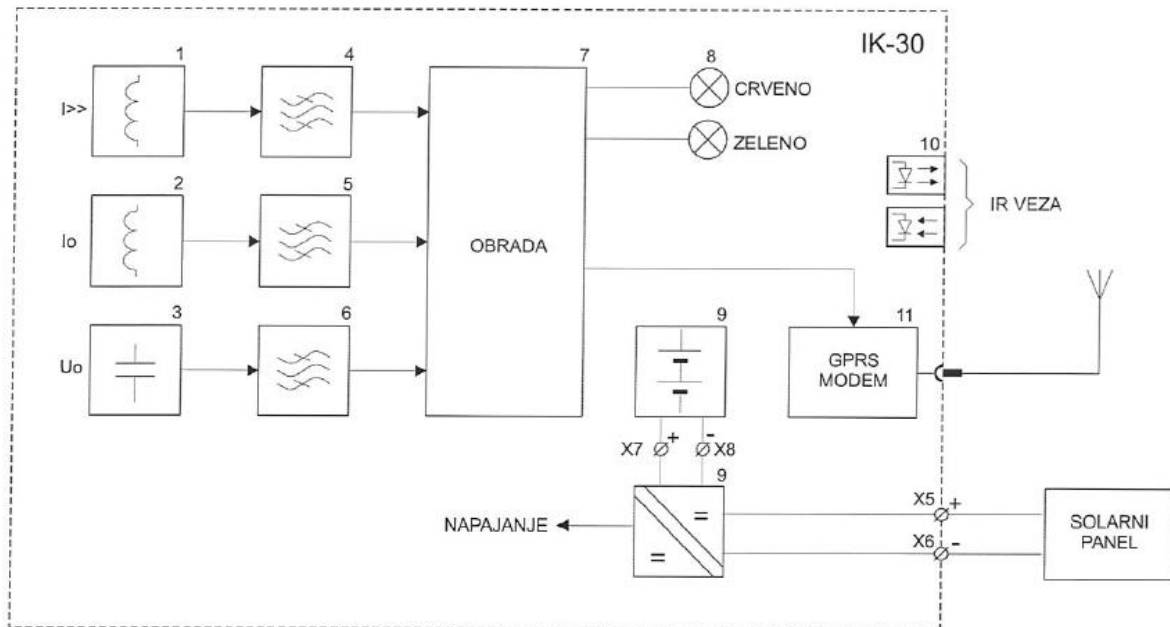 IK-30
1
4
7
8
I>>
CRVENO
ZELENO
10
IR VEZA
2
5
Io
OBRADA
3
6
9
11
Uo
GPRS
MODEM
X7
+
-
X8
9
X5
+
NAPAJANJE
=
=
X6
-
SOLARNI
PANEL